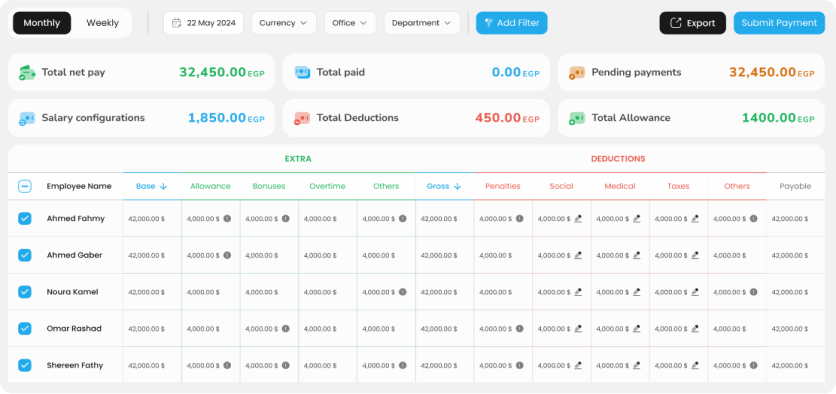 Monthly Weekly 22 May 2024 Currency Office Department Add Filter Export Submit Payment
Total net pay 32,450.00 EGP Total paid 0.00 EGP Pending payments 32,450.00 EGP
Salary configurations 1,850.00 EGP Total Deductions 450.00 EGP Total Allowance 1400.00 EGP
EXTRA DEDUCTIONS
Employee Name Base Allowance Bonuses Overtime Others Gross Penalties Social Medical Taxes Others Payable
Ahmed Fahmy 42,000.00 $ 4,000.00 $ 4,000.00 $ 4,000.00 $ 4,000.00 $ 42,000.00 $ 4,000.00 $ 4,000.00 $ 4,000.00 $ 4,000.00 $ 4,000.00 $ 42,000.00 $
Ahmed Gaber 42,000.00 $ 4,000.00 $ 4,000.00 $ 4,000.00 $ 4,000.00 $ 42,000.00 $ 4,000.00 $ 4,000.00 $ 4,000.00 $ 4,000.00 $ 4,000.00 $ 42,000.00 $
Noura Kamel 42,000.00 $ 4,000.00 $ 4,000.00 $ 4,000.00 $ 4,000.00 $ 42,000.00 $ 4,000.00 $ 4,000.00 $ 4,000.00 $ 4,000.00 $ 4,000.00 $ 42,000.00 $
Omar Rashad 42,000.00 $ 4,000.00 $ 4,000.00 $ 4,000.00 $ 4,000.00 $ 42,000.00 $ 4,000.00 $ 4,000.00 $ 4,000.00 $ 4,000.00 $ 4,000.00 $ 42,000.00 $
Shereen Fathy 42,000.00 $ 4,000.00 $ 4,000.00 $ 4,000.00 $ 4,000.00 $ 42,000.00 $ 4,000.00 $ 4,000.00 $ 4,000.00 $ 4,000.00 $ 4,000.00 $ 42,000.00 $